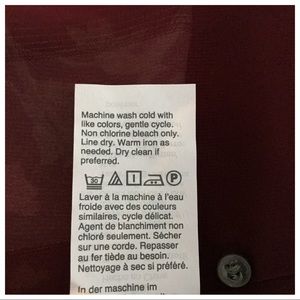 Machine wash cold with
like colors, gentle cycle.
Non chlorine bleach only.
Line dry. Warm iron as
needed. Dry clean if
preferred.
30 P
Laver à la machine à l'eau
froide avec des couleurs
similaires, cycle délicat.
Agent de blanchiment non
chloré seulement. Sécher
sur une corde. Repasser
au fer tiède au besoin.
Nettoyage à sec si préféré.
In der maschine im